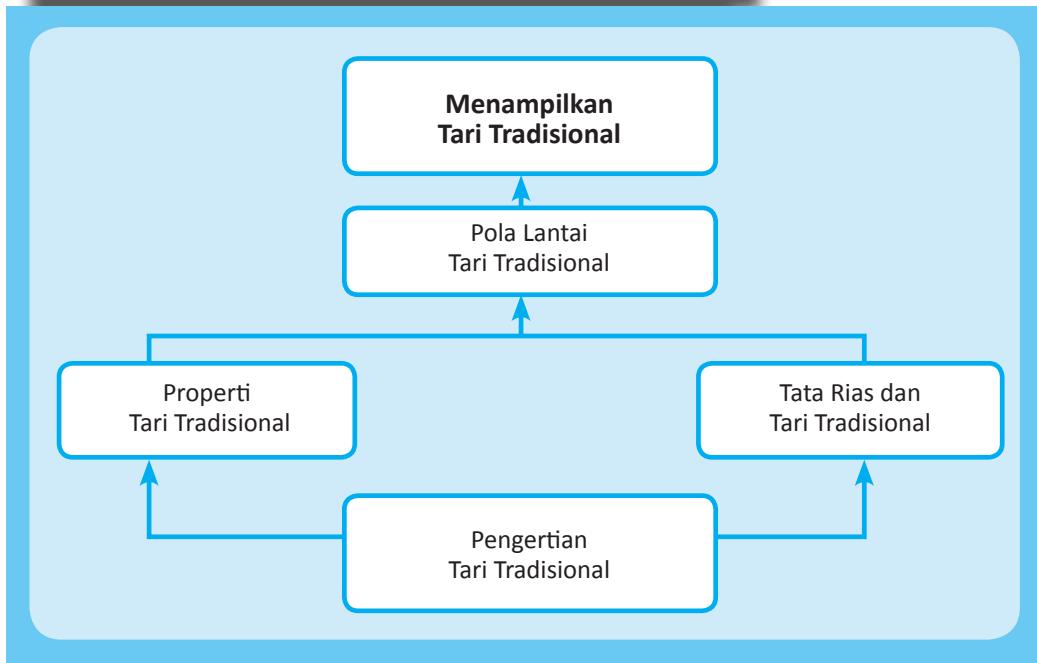 Menampilkan
Tari Tradisional
Pola Lantai
Tari Tradisional
Properti
Tari Tradisional
Tata Rias dan
Tari Tradisional
Pengertian
Tari Tradisional